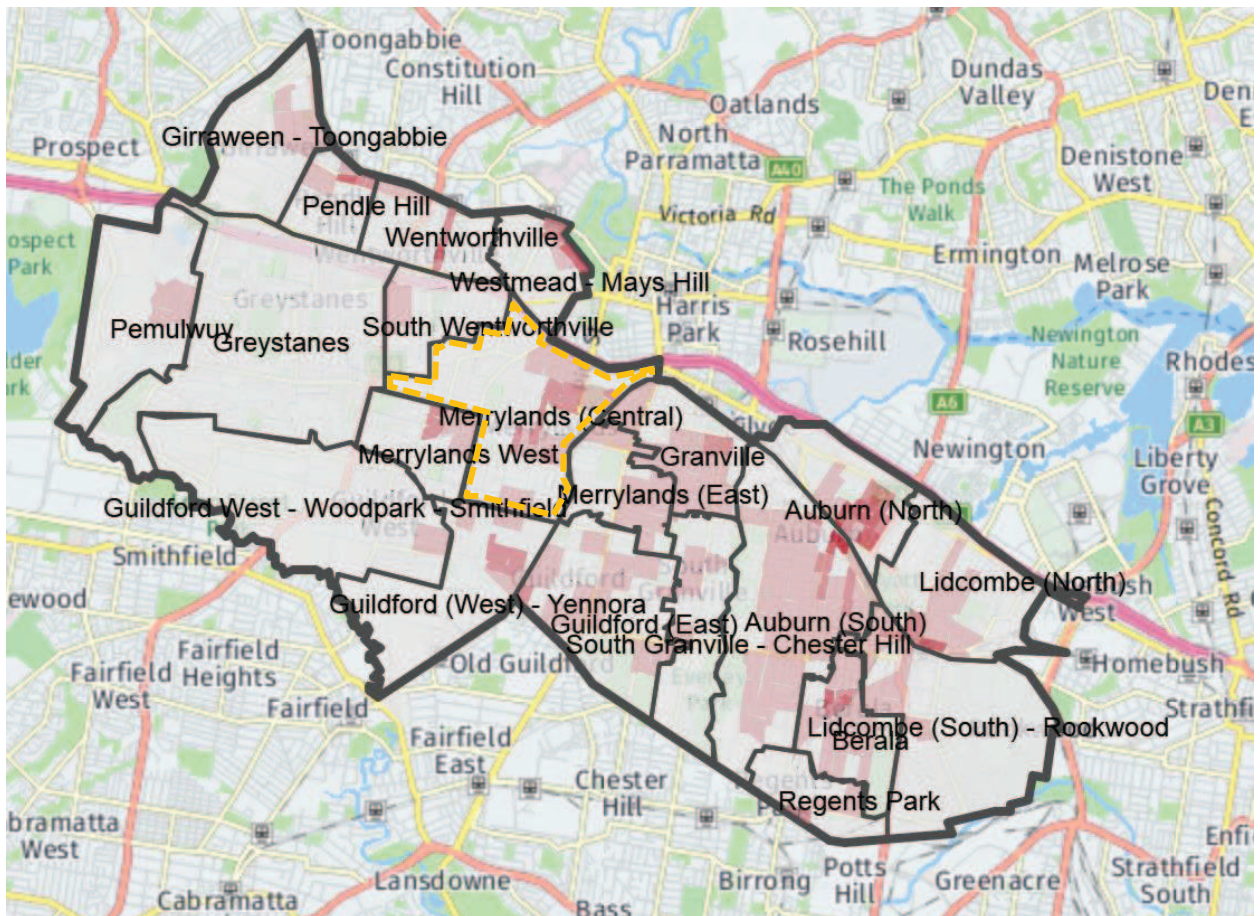 Toongabbie
Constitution
Hill
Dundas
Valley
Oatlands
Girraween - Toongabbie
North
Parramatta
Prospect
A40
Denistone
West
The Ponds
Walk
Pendle Hill
Victoria Rd
Wentworthville
Ermington
Melrose
Park
Westmead - Mays Hill
Harris
Park
Greystanes
Pemulwuy
Greystanes
South Wentworthville
Rosehill
Newington
Nature
Reserve
Rhodes
A6
A3
Merrylands (Central)
Newington
Merrylands West
Granville
Liberty
Grove
Merrylands (East)
Guildford West - Woodpark - Smithfield
Auburn (North)
Concord Rd
Smithfield
Lidcombe (North)
Guildford (West) - Yennora
Guildford (East)
Auburn (South)
South Granville - Chester Hill
Old Guildford
Homebush
Fairfield
Heights
Fairfield
West
Fairfield
Lidcombe (South) - Rookwood
Berala
Fairfield
East
Chester
Hill
Regents Park
Cabramatta
Lansdowne
Birrong
Potts
Hill
Greenacre
Strathfield
South
Bass